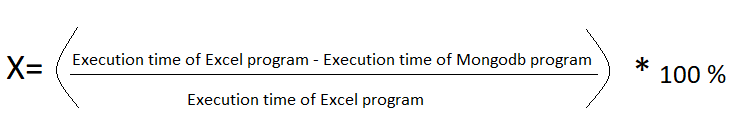 X= ( Execution time of Excel program - Execution time of Mongodb program
Execution time of Excel program ) * 100 %